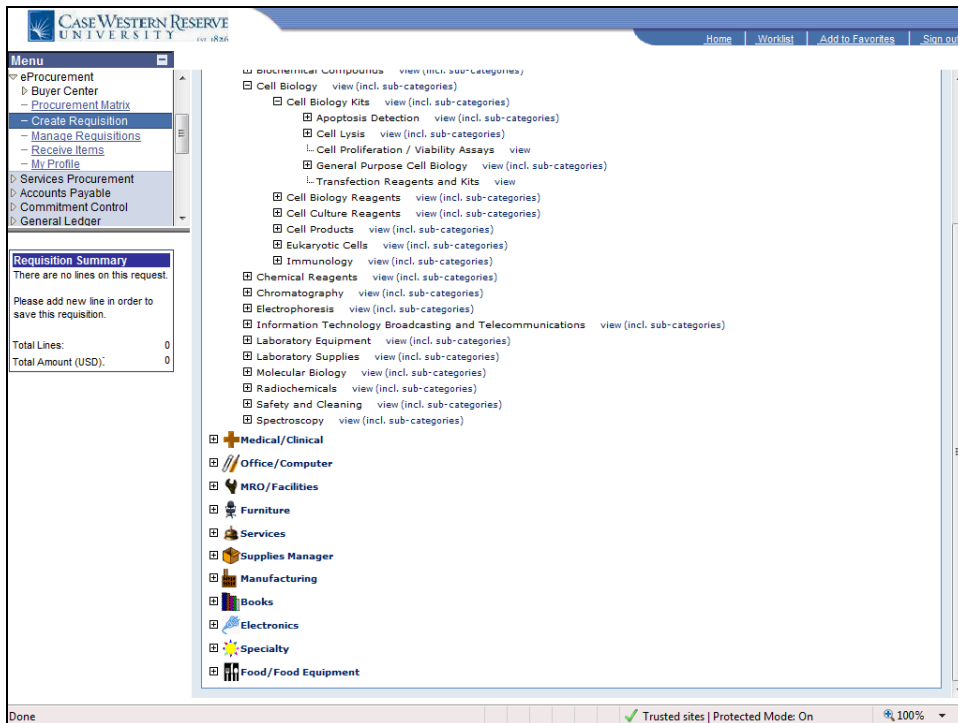 CASE WESTERN RESERVE
UNIVERSITY EST. 1826
Home Worklist Add to Favorites Sign out
Menu
eProcurement
Buyer Center
Procurement Matrix
Create Requisition
Manage Requisitions
Receive Items
My Profile
Services Procurement
Accounts Payable
Commitment Control
General Ledger
Requisition Summary
There are no lines on this request.
Please add new line in order to
save this requisition.
Total Lines: 0
Total Amount (USD): 0
Biochemical Compounds view (incl. sub-categories)
Cell Biology view (incl. sub-categories)
Cell Biology Kits view (incl. sub-categories)
Apoptosis Detection view (incl. sub-categories)
Cell Lysis view (incl. sub-categories)
Cell Proliferation / Viability Assays view
General Purpose Cell Biology view (incl. sub-categories)
Transfection Reagents and Kits view
Cell Biology Reagents view (incl. sub-categories)
Cell Culture Reagents view (incl. sub-categories)
Cell Products view (incl. sub-categories)
Eukaryotic Cells view (incl. sub-categories)
Immunology view (incl. sub-categories)
Chemical Reagents view (incl. sub-categories)
Chromatography view (incl. sub-categories)
Electrophoresis view (incl. sub-categories)
Information Technology Broadcasting and Telecommunications view (incl. sub-categories)
Laboratory Equipment view (incl. sub-categories)
Laboratory Supplies view (incl. sub-categories)
Molecular Biology view (incl. sub-categories)
Radiochemicals view (incl. sub-categories)
Safety and Cleaning view (incl. sub-categories)
Spectroscopy view (incl. sub-categories)
Medical/Clinical
Office/Computer
MRO/Facilities
Furniture
Services
Supplies Manager
Manufacturing
Books
Electronics
Specialty
Food/Food Equipment
Done
Trusted sites | Protected Mode: On
100%